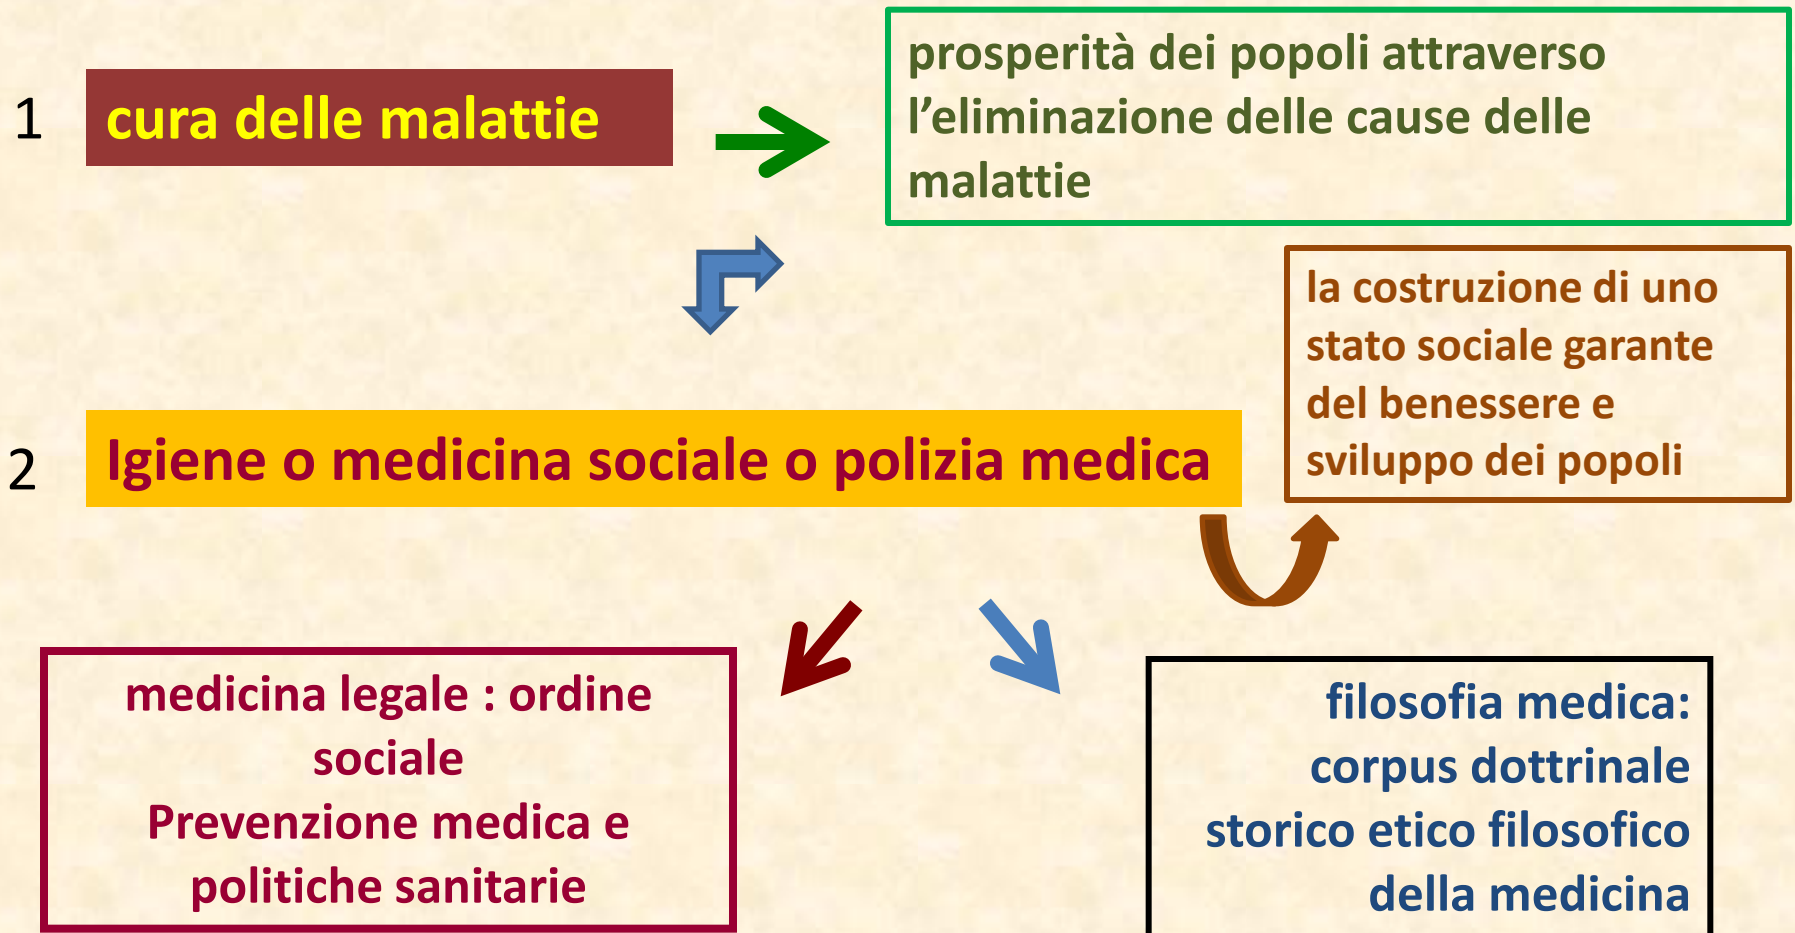 1
cura delle malattie
prosperità dei popoli attraverso
l'eliminazione delle cause delle
malattie
la costruzione di uno
stato sociale garante
del benessere e
sviluppo dei popoli
2
Igiene o medicina sociale o polizia medica
medicina legale : ordine
sociale
Prevenzione medica e
politiche sanitarie
filosofia medica:
corpus dottrinale
storico etico filosofico
della medicina